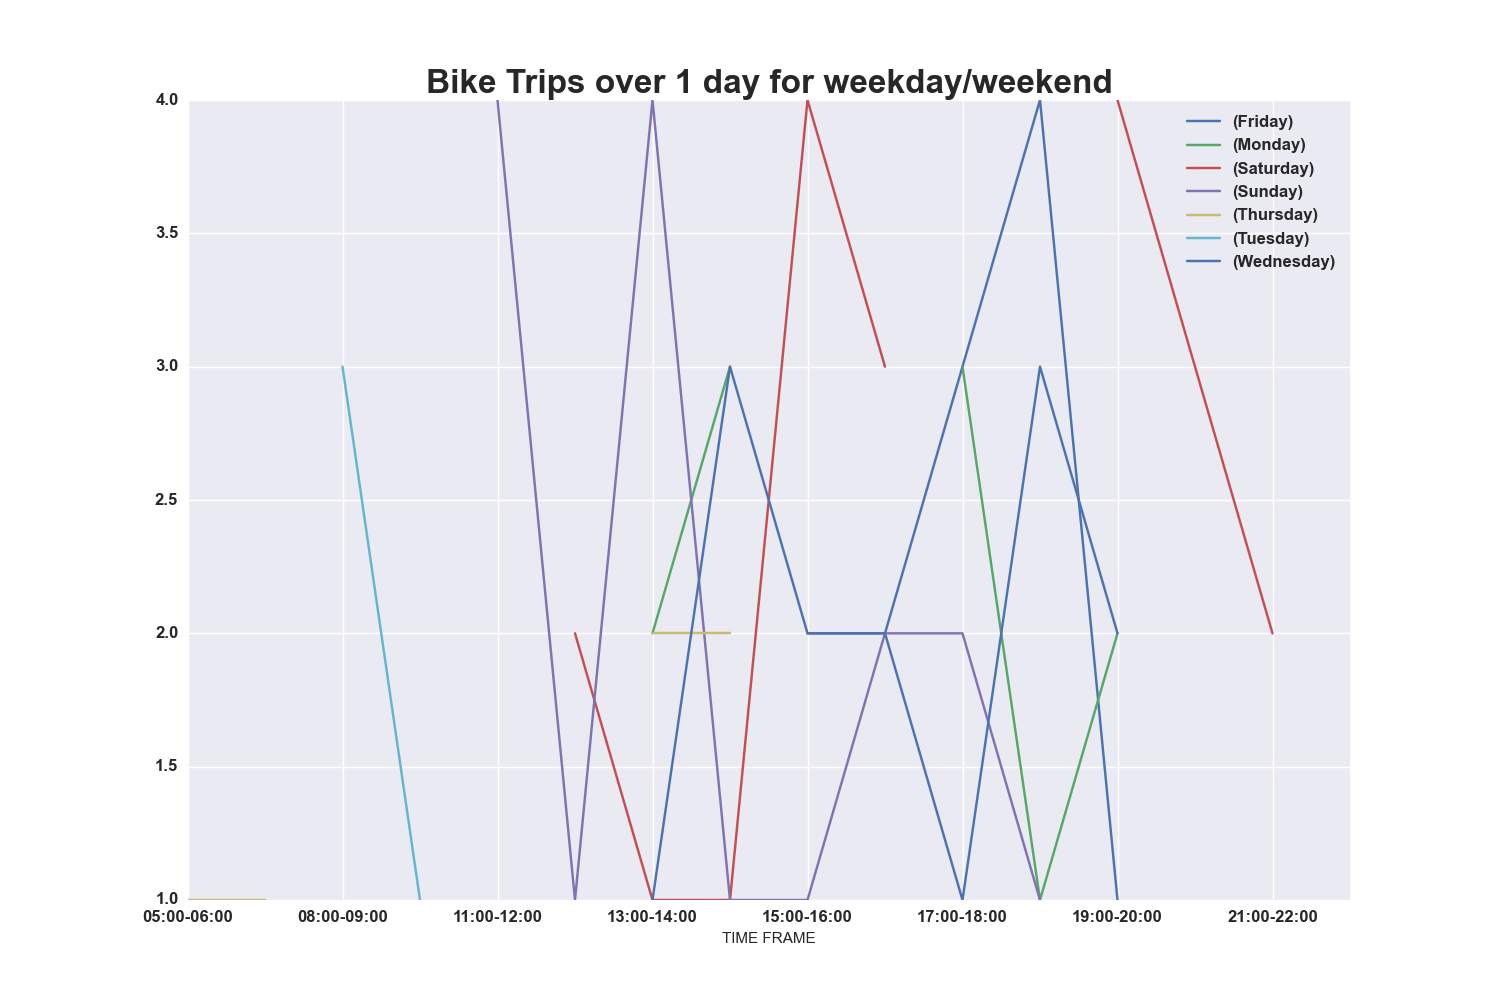 Bike Trips over 1 day for weekday/weekend
4.0
3.5
3.0
2.5
2.0
1.5
1.0
(Friday)
(Monday)
(Saturday)
(Sunday)
(Thursday)
(Tuesday)
(Wednesday)
05:00-06:00 08:00-09:00 11:00-12:00 13:00-14:00 15:00-16:00 17:00-18:00 19:00-20:00 21:00-22:00
TIME FRAME